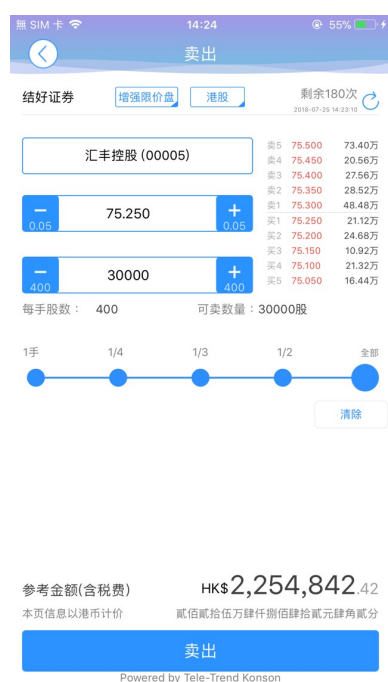 無 SIM 卡 14:24 55%
卖出
结好证券 增强限价盘 港股 剩余180次
2018-07-25 14:23:10
汇丰控股 (00005)
卖5 75.500 73.40万
卖4 75.450 20.56万
卖3 75.400 27.56万
卖2 75.350 28.52万
卖1 75.300 48.48万
买1 75.250 21.12万
买2 75.200 24.68万
买3 75.150 10.92万
买4 75.100 21.32万
买5 75.050 16.44万
− 75.250 +
0.05 0.05
− 30000 +
400 400
每手股数： 400 可卖数量：30000股
1手 1/4 1/3 1/2 全部
清除
参考金额(含税费) HK$2,254,842.42
本页信息以港币计价 贰佰贰拾伍万肆仟捌佰肆拾贰元肆角贰分
卖出
Powered by Tele-Trend Konson